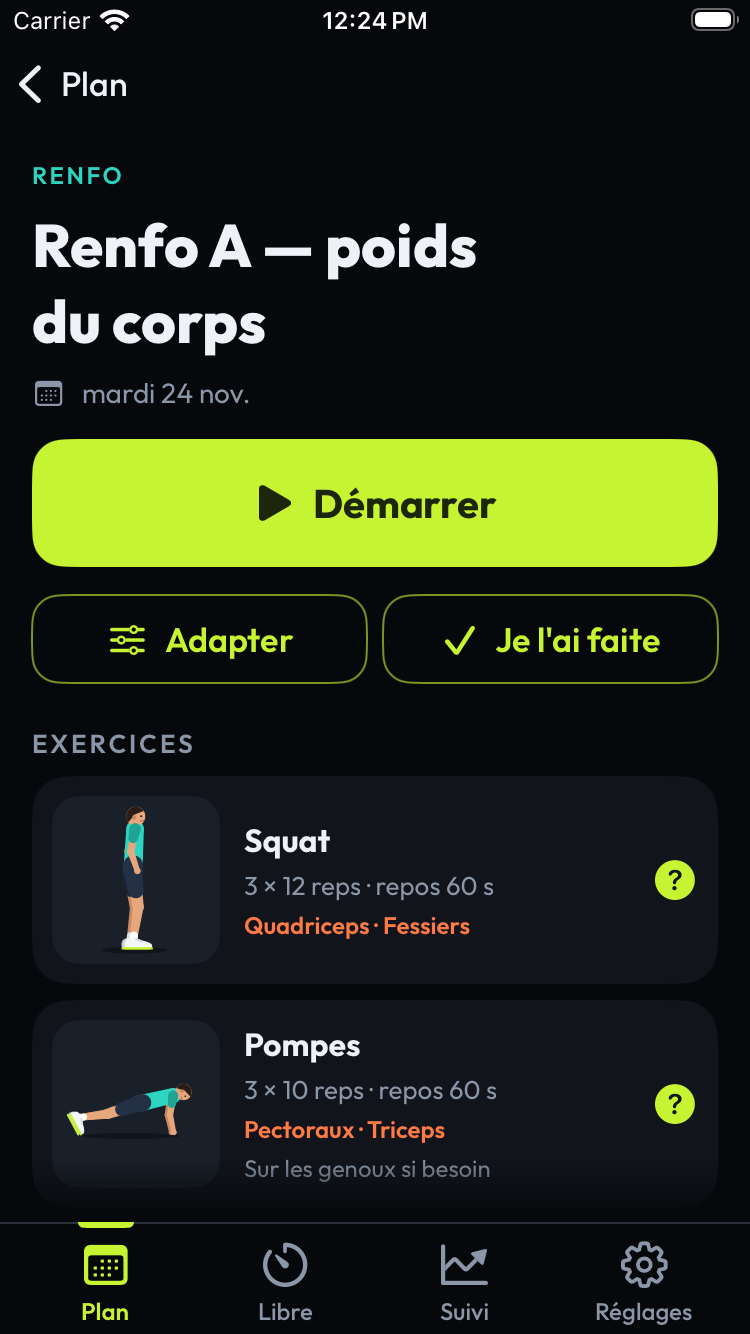 Carrier 12:24 PM
Plan
RENFO
Renfo A — poids
du corps
mardi 24 nov.
Démarrer
Adapter
Je l'ai faite
EXERCICES
Squat
3 × 12 reps · repos 60 s
Quadriceps · Fessiers
?
Pompes
3 × 10 reps · repos 60 s
Pectoraux · Triceps
Sur les genoux si besoin
?
Plan
Libre
Suivi
Réglages